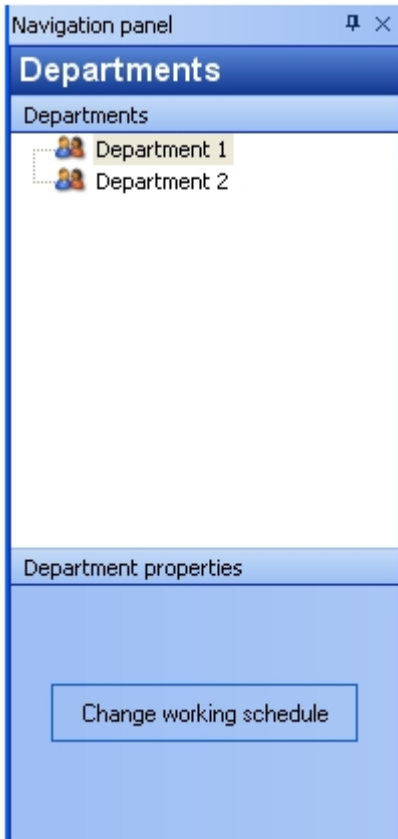 Navigation panel
Departments
Departments
Department 1
Department 2
Department properties
Change working schedule